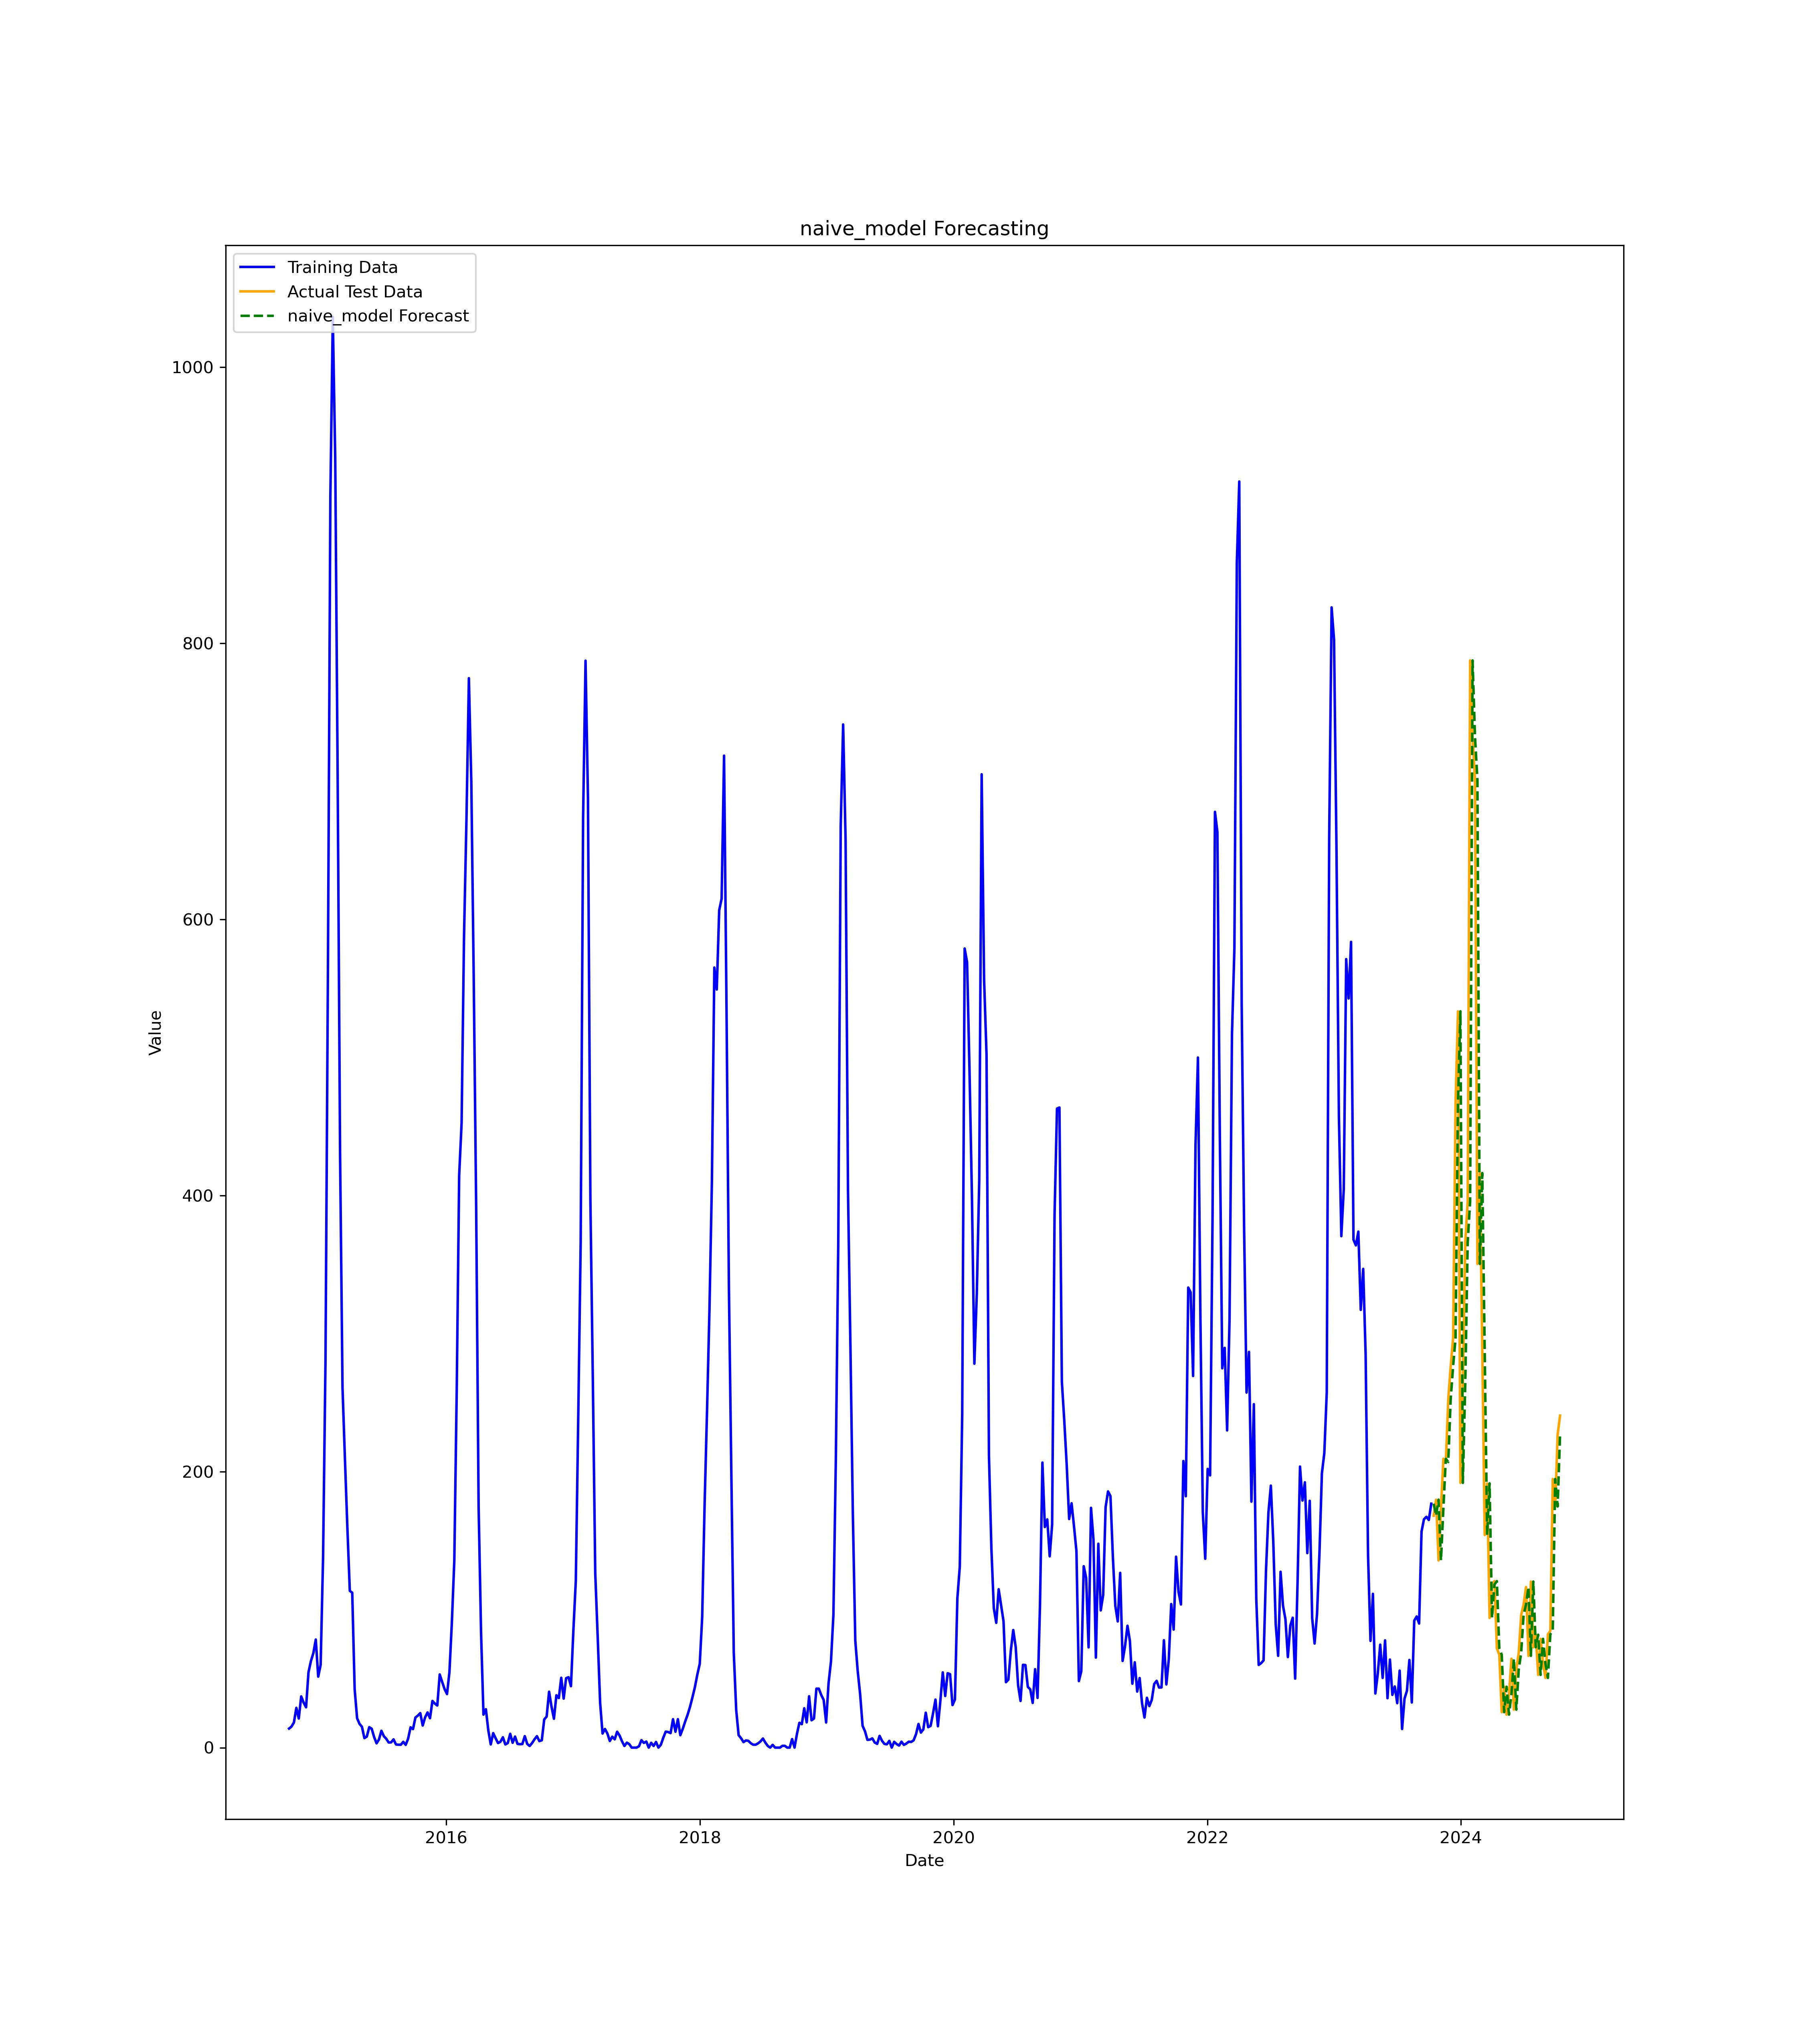 naive_model Forecasting
Training Data
Actual Test Data
naive_model Forecast
1000
800
600
400
200
0
Value
2016
2018
2020
2022
2024
Date